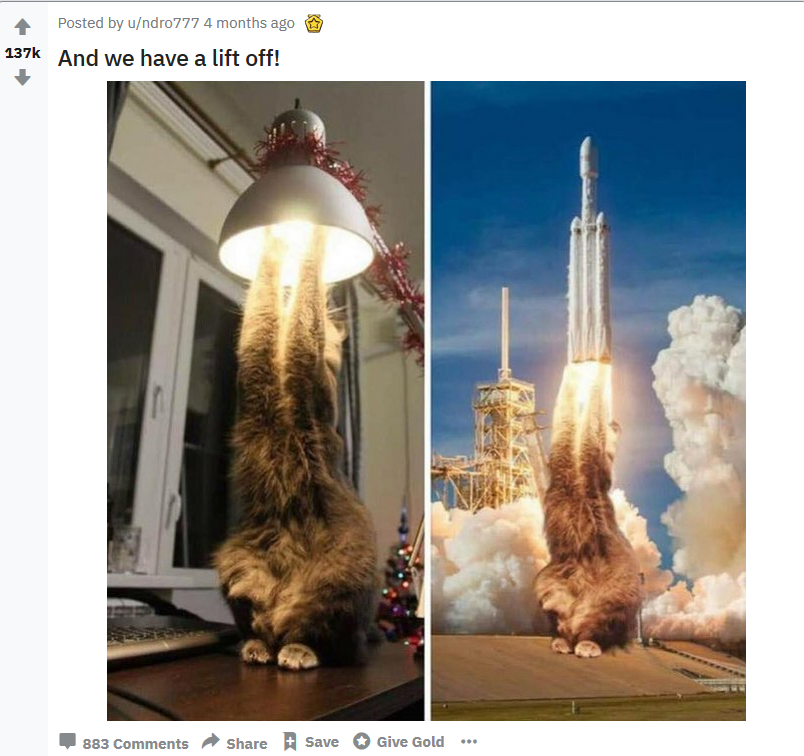 Posted by u/ndro777 4 months ago
137k
And we have a lift off!
883 Comments Share Save Give Gold